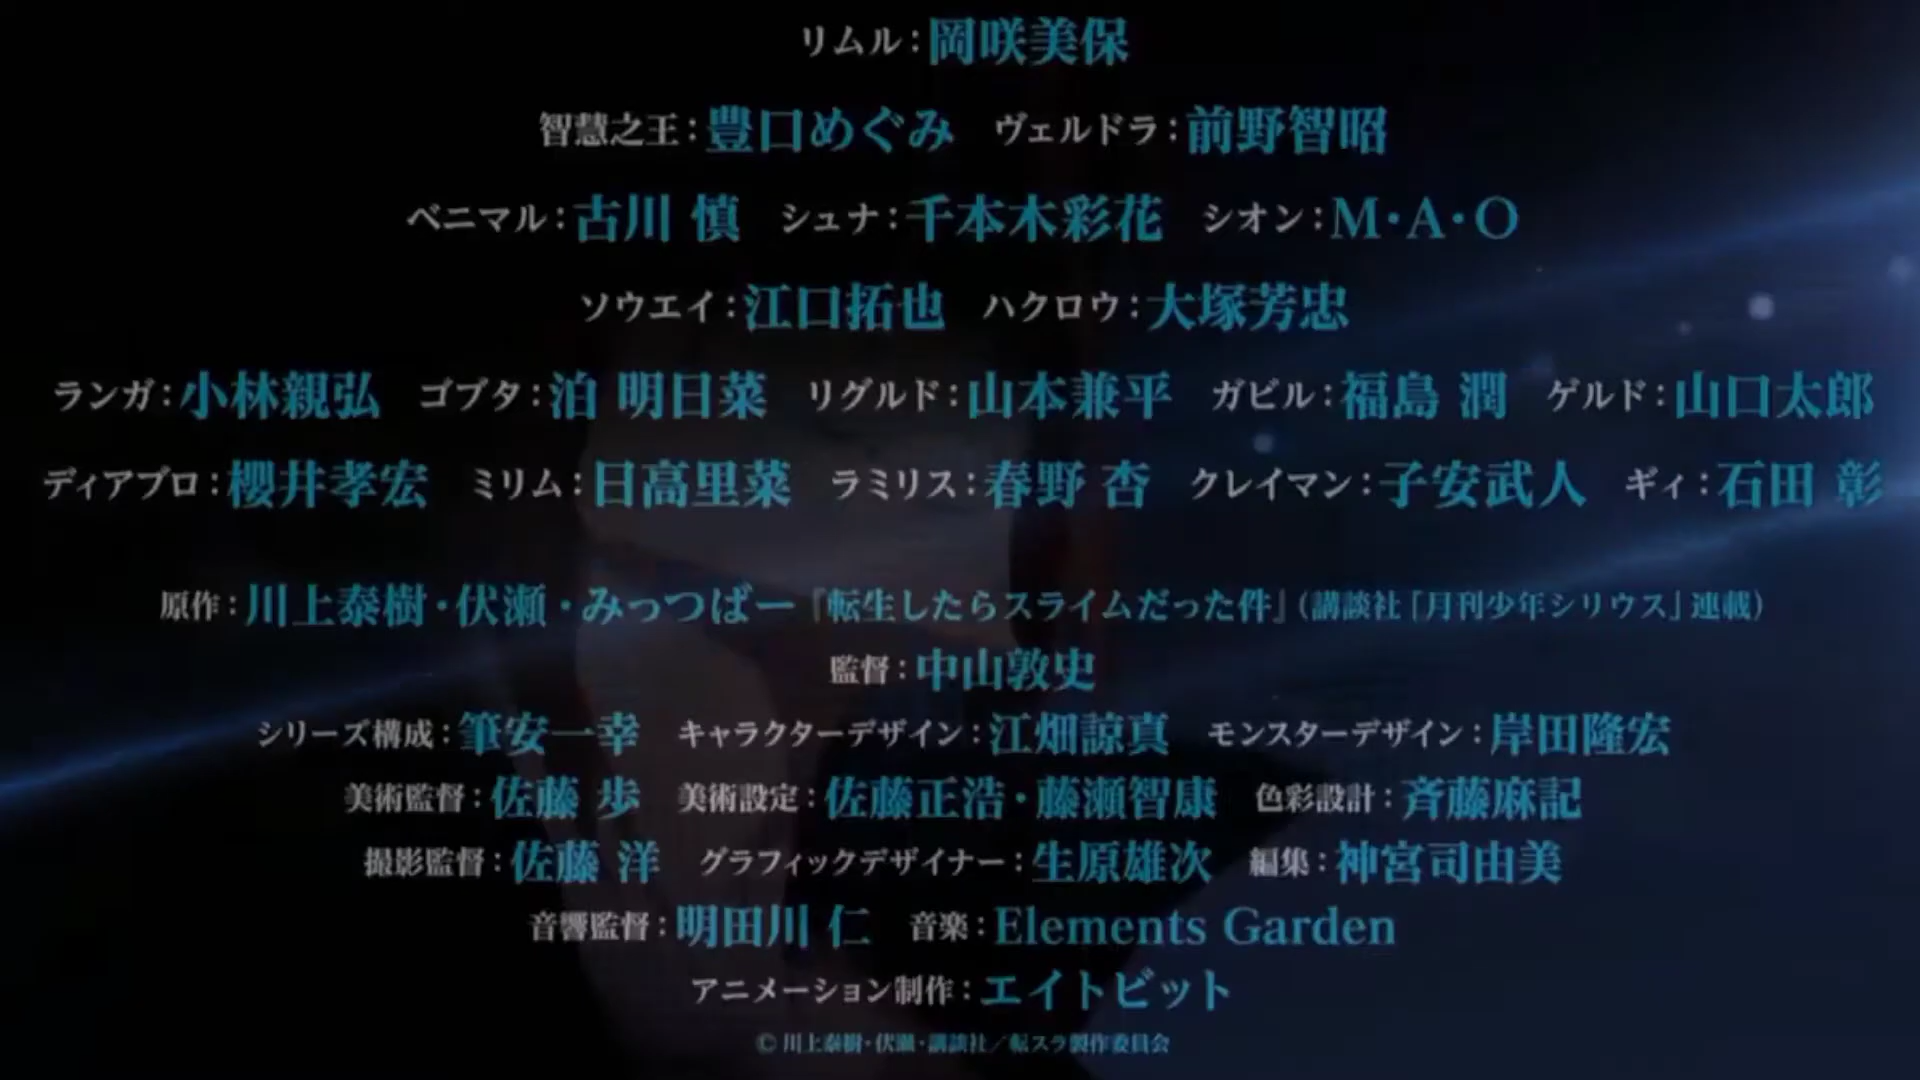 リムル：岡咲美保
智慧之王：豊口めぐみ　ヴェルドラ：前野智昭
ベニマル：古川 慎　シュナ：千本木彩花　シオン：M・A・O
ソウエイ：江口拓也　ハクロウ：大塚芳忠
ランガ：小林親弘　ゴブタ：泊 明日菜　リグルド：山本兼平　ガビル：福島 潤　ゲルド：山口太郎
ディアブロ：櫻井孝宏　ミリム：日高里菜　ラミリス：春野 杏　クレイマン：子安武人　ギィ：石田 彰
原作：川上泰樹・伏瀬・みっつばー『転生したらスライムだった件』（講談社「月刊少年シリウス」連載）
監督：中山敦史
シリーズ構成：筆安一幸　キャラクターデザイン：江畑諒真　モンスターデザイン：岸田隆宏
美術監督：佐藤 歩　美術設定：佐藤正浩・藤瀬智康　色彩設計：斉藤麻記
撮影監督：佐藤 洋　グラフィックデザイナー：生原雄次　編集：神宮司由美
音響監督：明田川 仁　音楽：Elements Garden
アニメーション制作：エイトビット
© 川上泰樹・伏瀬・講談社／転スラ製作委員会